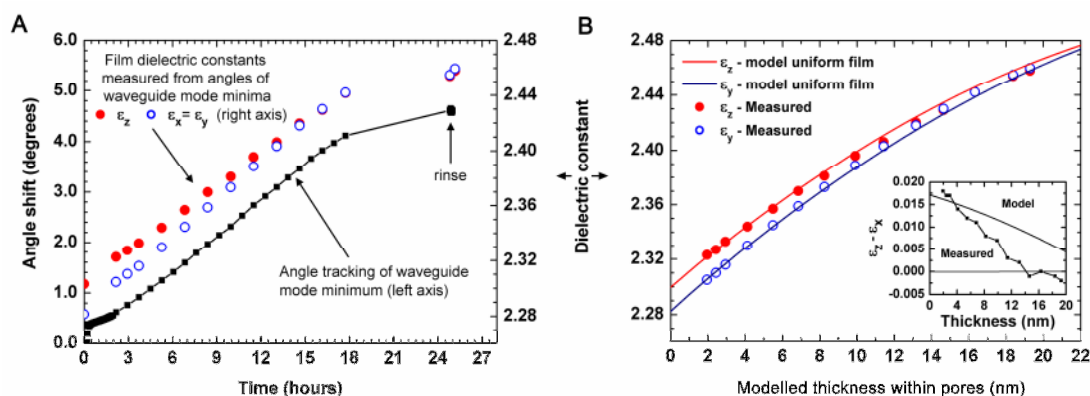 A
6.0
5.0
4.0
3.0
2.0
1.0
0.0
Angle shift (degrees)
Film dielectric constants
measured from angles of
waveguide mode minima
εz εx= εy (right axis)
rinse
Angle tracking of waveguide
mode minimum (left axis)
0 3 6 9 12 15 18 21 24 27
Time (hours)
2.48
2.44
2.40
2.36
2.32
2.28
Dielectric constant
B
2.48
2.44
2.40
2.36
2.32
2.28
εz - model uniform film
εy - model uniform film
εz - Measured
εy - Measured
0.020
0.015
0.010
0.005
0.000
-0.005
εz - εx
Model
Measured
0 4 8 12 16 20
Thickness (nm)
0 2 4 6 8 10 12 14 16 18 20 22
Modelled thickness within pores (nm)